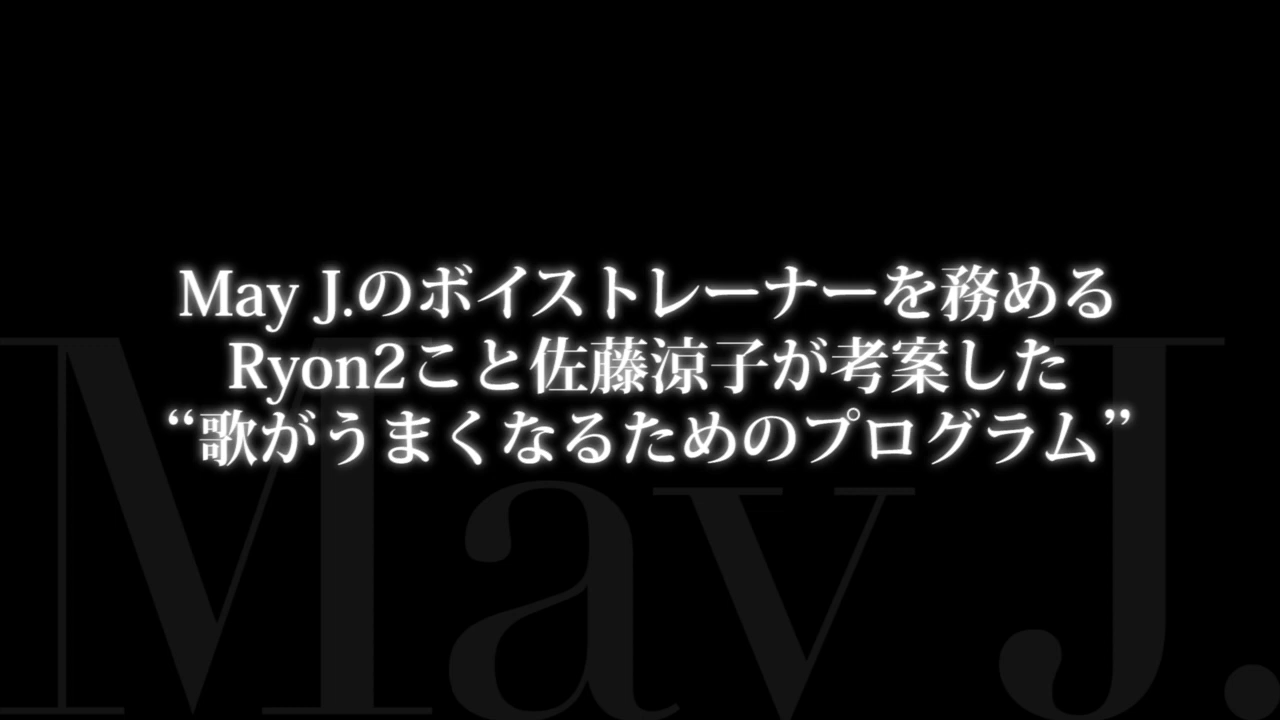 May J.のボイストレーナーを務める
Ryon2こと佐藤涼子が考案した
“歌がうまくなるためのプログラム”
May J.